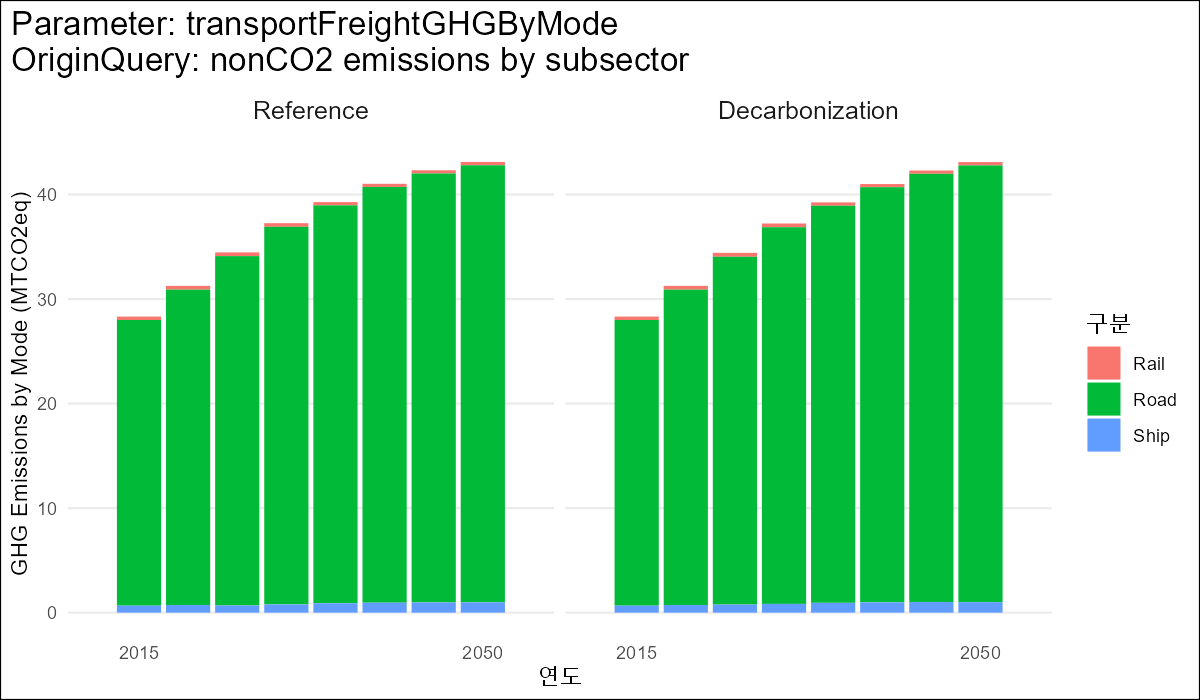 Parameter: transportFreightGHGByMode
OriginQuery: nonCO2 emissions by subsector
Reference
Decarbonization
GHG Emissions by Mode (MTCO2eq)
40
30
20
10
0
2015
2050
2015
2050
연도
구분
Rail
Road
Ship